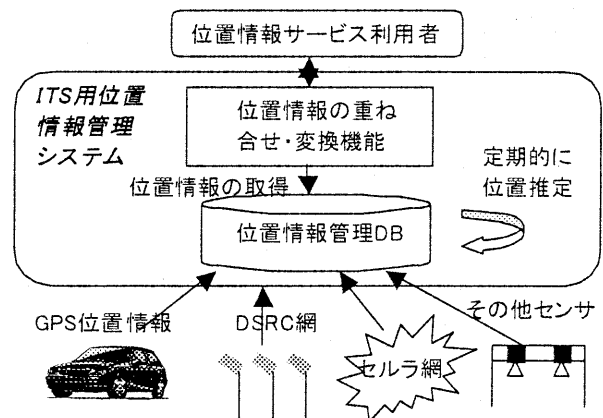 位置情報サービス利用者
ITS用位置
情報管理
システム
位置情報の重ね
合せ・変換機能
定期的に
位置推定
位置情報の取得
位置情報管理DB
GPS位置情報
DSRC網
セルラ網
その他センサ